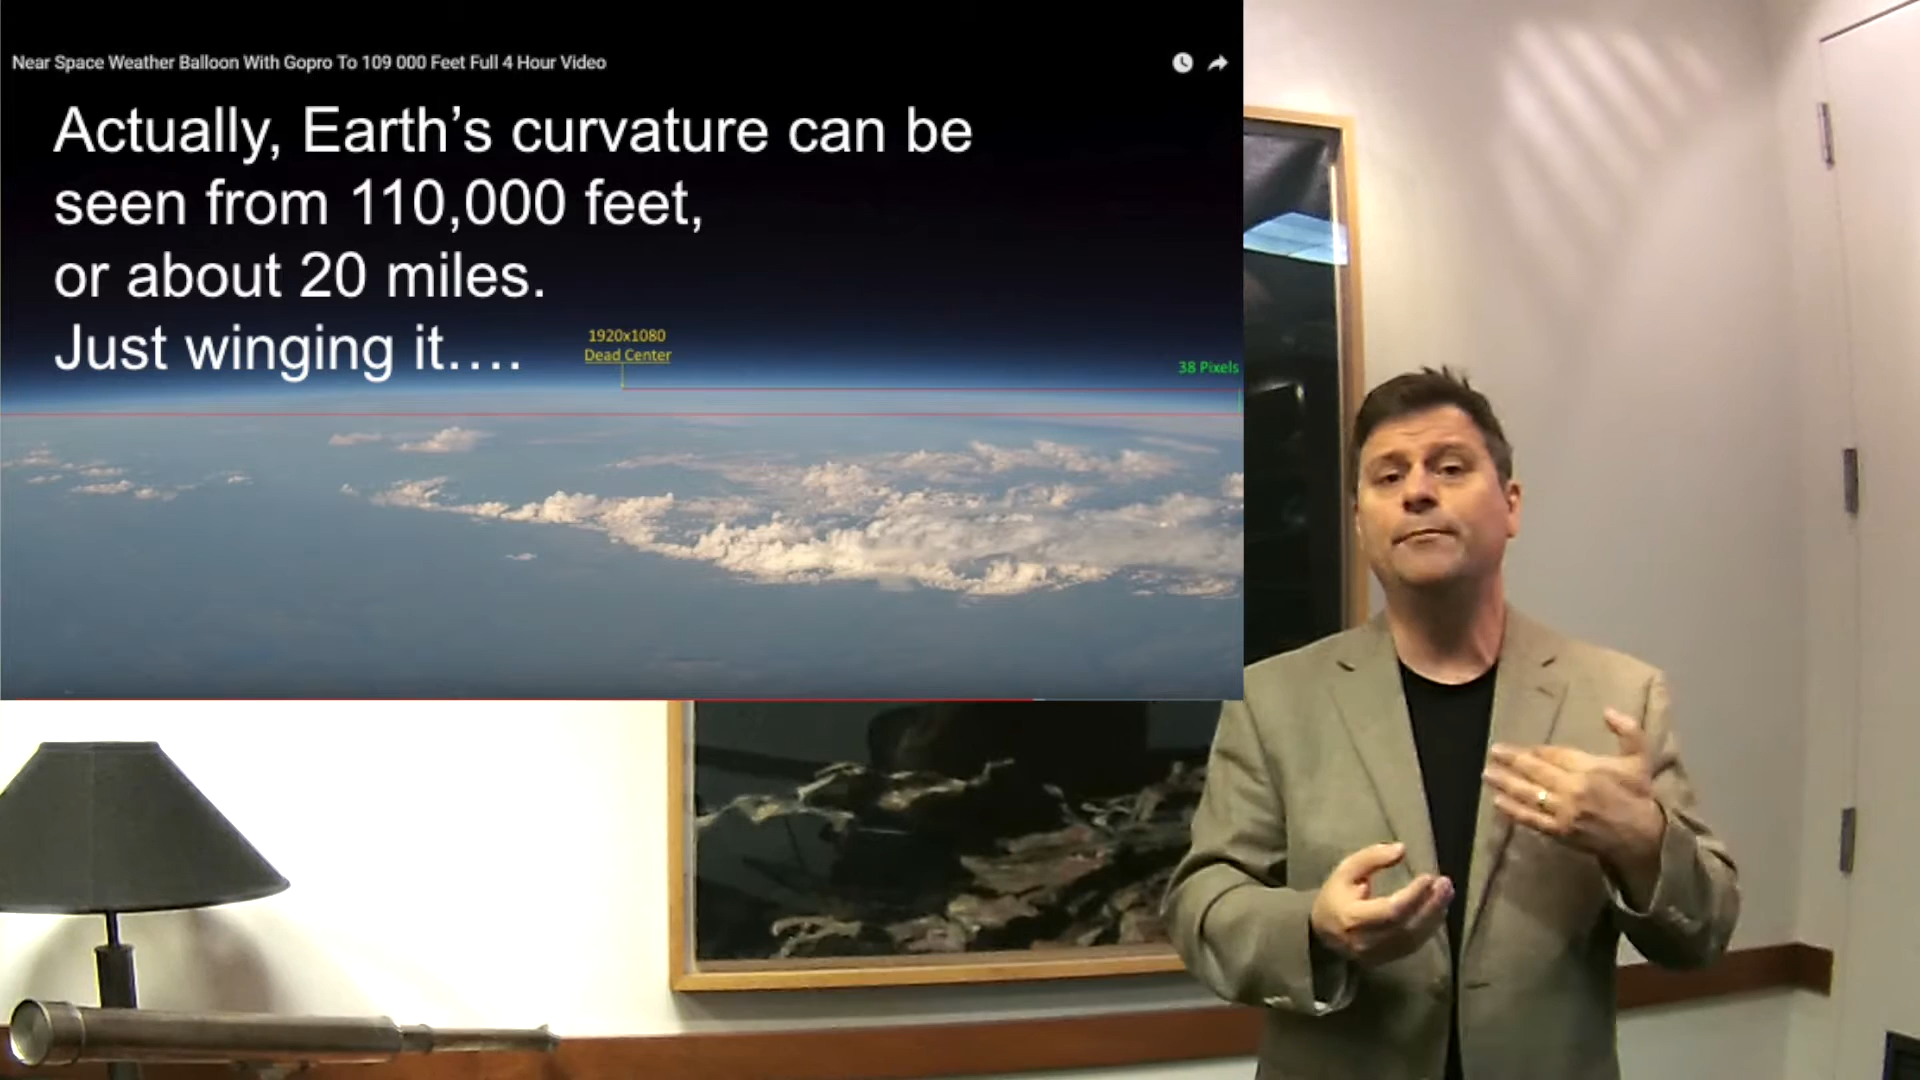 Near Space Weather Balloon With Gopro To 109 000 Feet Full 4 Hour Video
Actually, Earth’s curvature can be
seen from 110,000 feet,
or about 20 miles.
Just winging it….
1920x1080
Dead Center
38 Pixels